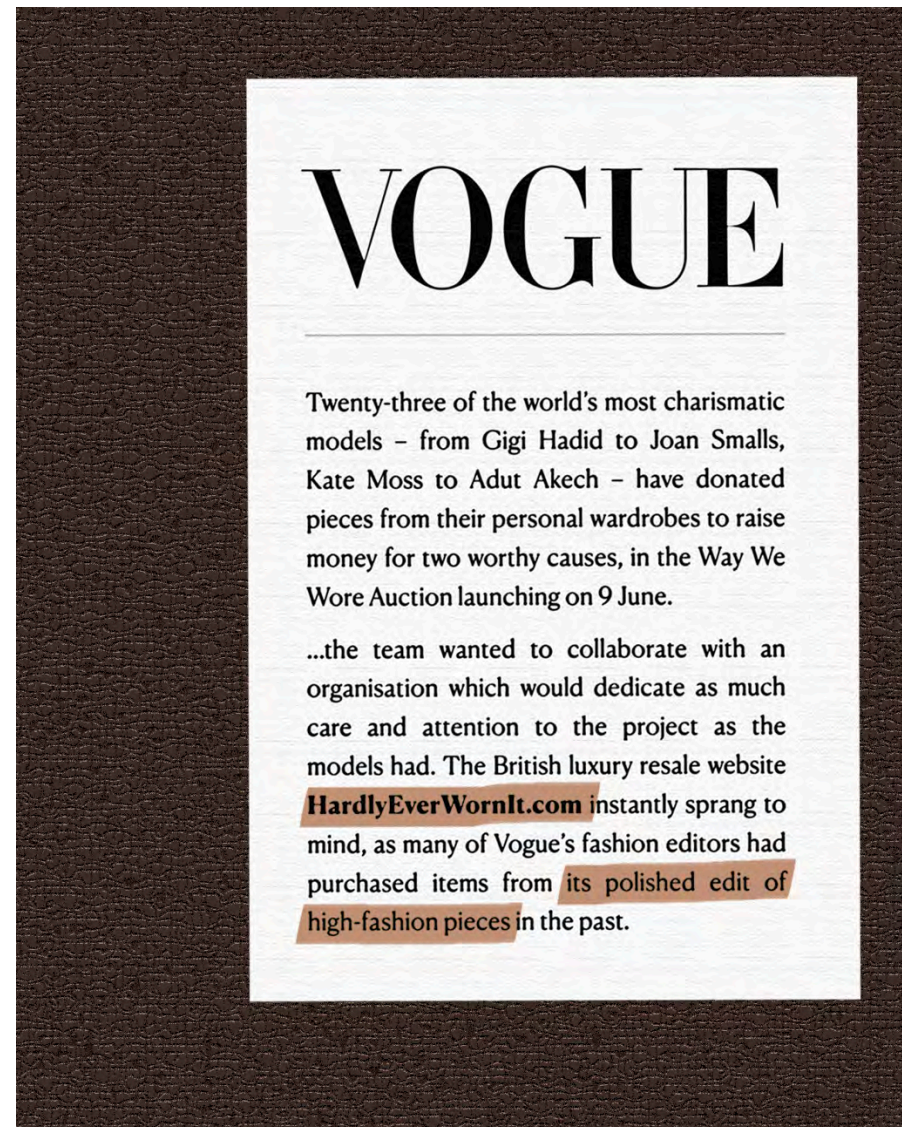 VOGUE
Twenty-three of the world’s most charismatic
models – from Gigi Hadid to Joan Smalls,
Kate Moss to Adut Akech – have donated
pieces from their personal wardrobes to raise
money for two worthy causes, in the Way We
Wore Auction launching on 9 June.
...the team wanted to collaborate with an
organisation which would dedicate as much
care and attention to the project as the
models had. The British luxury resale website
HardlyEverWornIt.com instantly sprang to
mind, as many of Vogue’s fashion editors had
purchased items from its polished edit of
high-fashion pieces in the past.